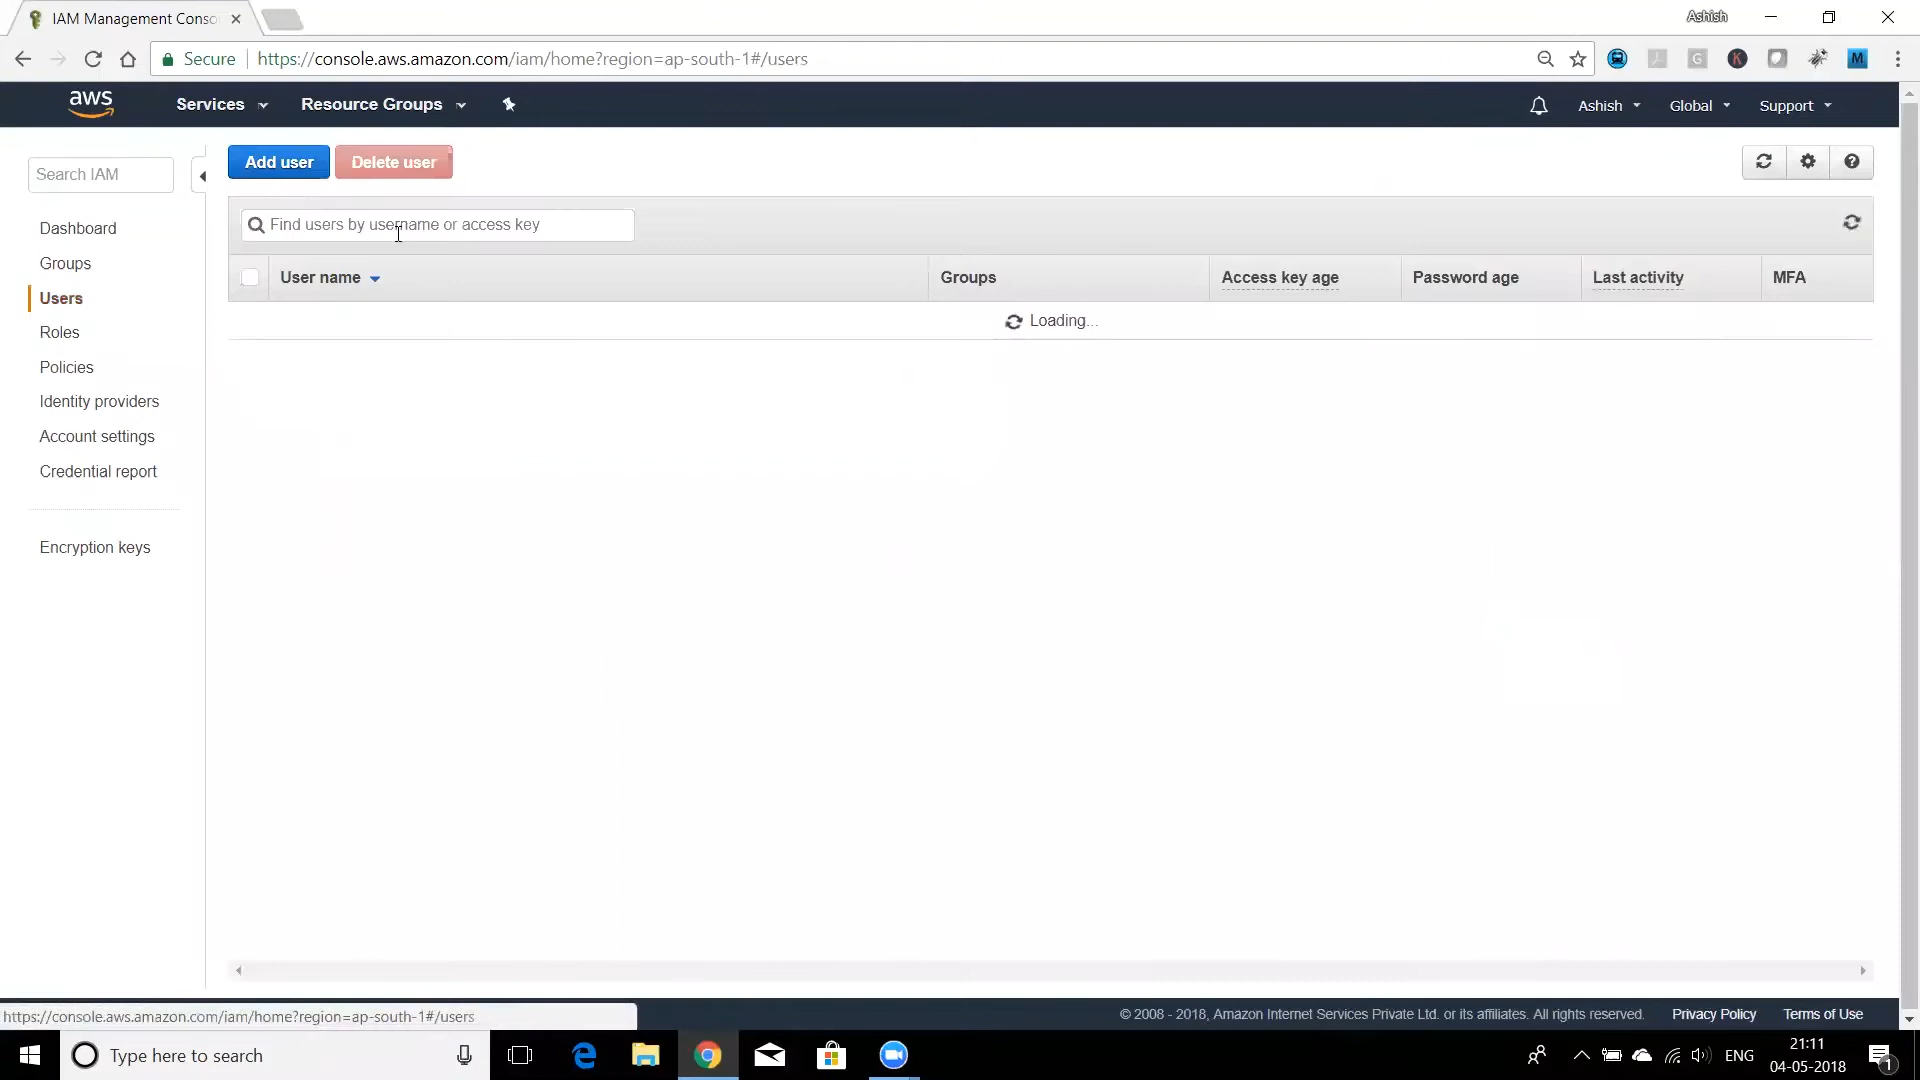 IAM Management Conso
Ashish
Secure
https://console.aws.amazon.com/iam/home?region=ap-south-1#/users
aws
Services
Resource Groups
Ashish
Global
Support
Search IAM
Dashboard
Groups
Users
Roles
Policies
Identity providers
Account settings
Credential report
Encryption keys
Add user
Delete user
Find users by username or access key
User name
Groups
Access key age
Password age
Last activity
MFA
Loading...
https://console.aws.amazon.com/iam/home?region=ap-south-1#/users
© 2008 - 2018, Amazon Internet Services Private Ltd. or its affiliates. All rights reserved.
Privacy Policy
Terms of Use
Type here to search
ENG
21:11
04-05-2018
1
K
G
M